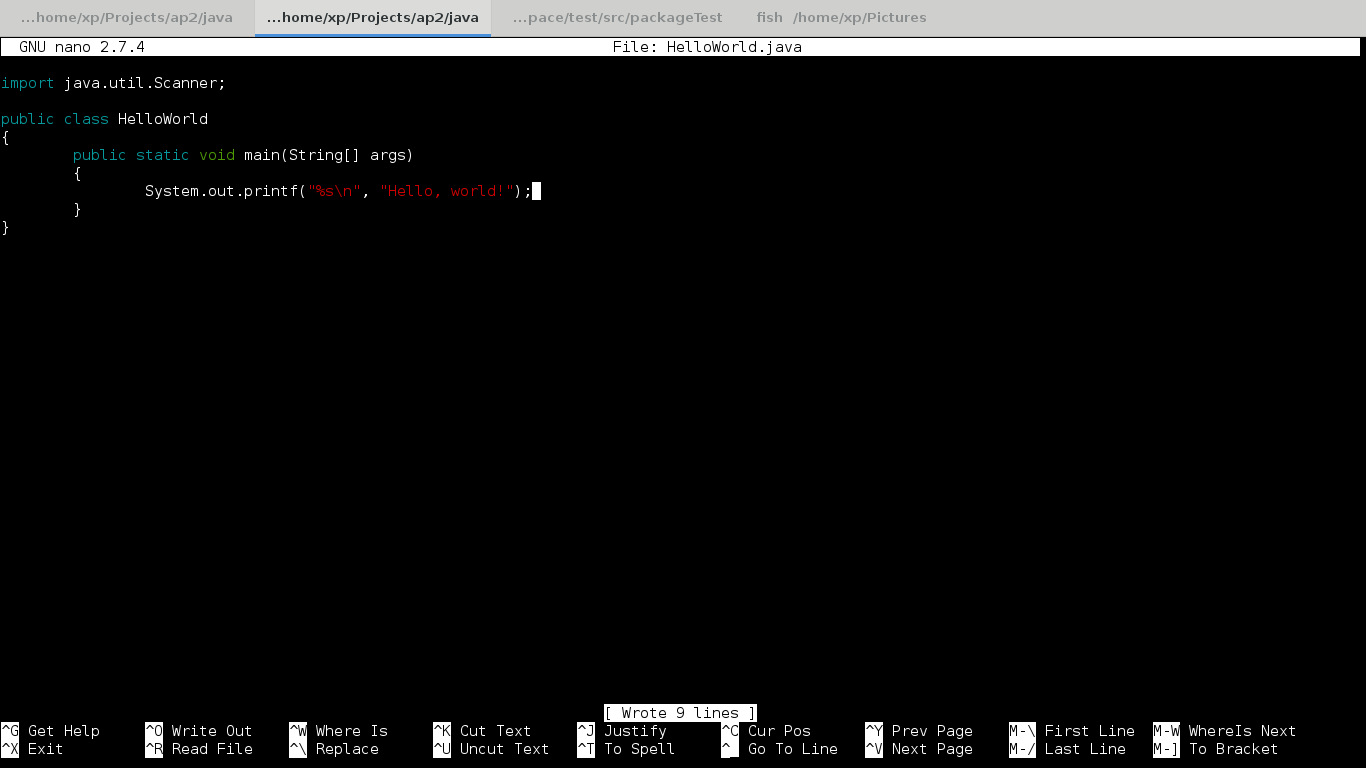 ...home/xp/Projects/ap2/java ...home/xp/Projects/ap2/java ...pace/test/src/packageTest fish /home/xp/Pictures
GNU nano 2.7.4 File: HelloWorld.java
import java.util.Scanner;
public class HelloWorld
{
public static void main(String[] args)
{
System.out.printf("%s\n", "Hello, world!");
}
}
[ Wrote 9 lines ]
^G Get Help ^O Write Out ^W Where Is ^K Cut Text ^J Justify ^C Cur Pos ^Y Prev Page M-\ First Line M-W WhereIs Next
^X Exit ^R Read File ^\ Replace ^U Uncut Text ^T To Spell ^_ Go To Line ^V Next Page M-/ Last Line M-] To Bracket